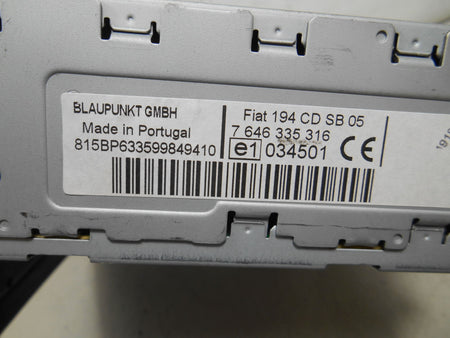 BLAUPUNKT GMBH
Made in Portugal
815BP633599849410
Fiat 194 CD SB 05
7 646 335 316
e1 034501 CE